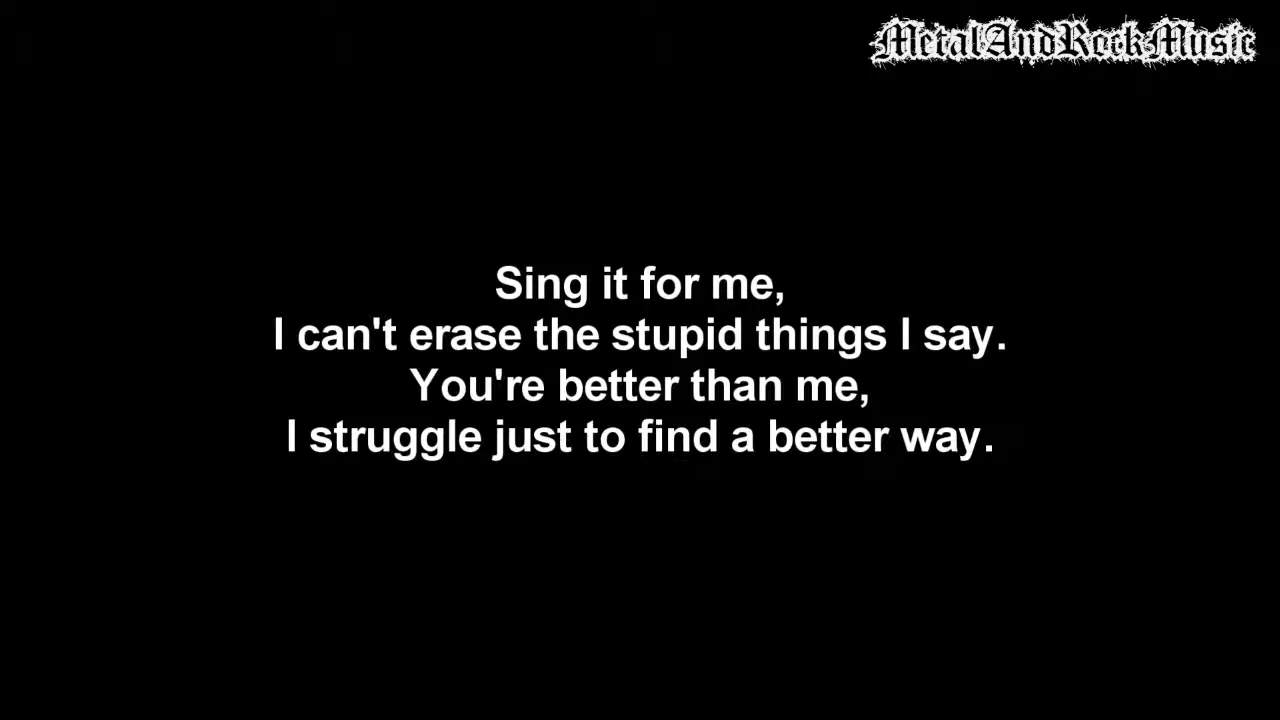 MetalAndRockMusic
Sing it for me,
I can't erase the stupid things I say.
You're better than me,
I struggle just to find a better way.